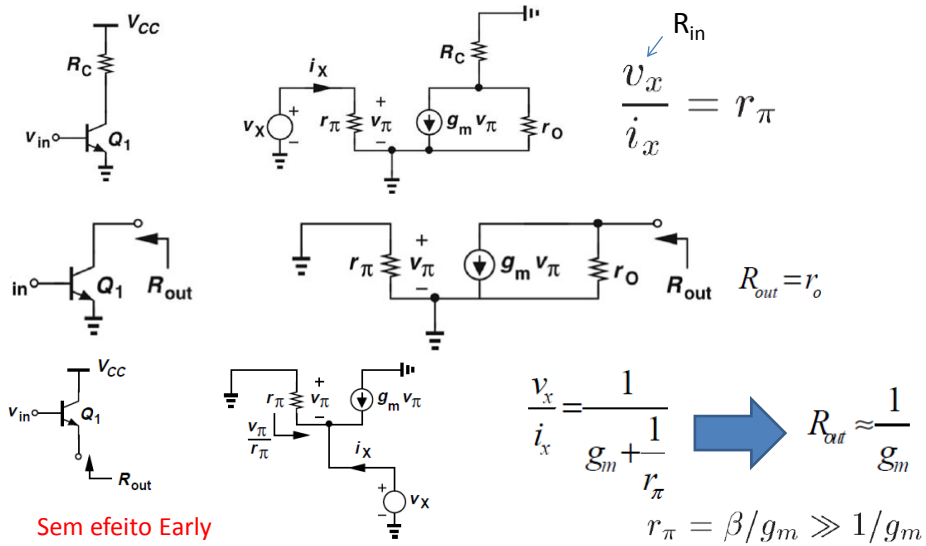 V_CC
R_C
v_in
Q_1
i_X
v_X
r_π
+
v_π
−
g_m v_π
R_C
r_O
+
−
R_in
v_x / i_x = r_π
in
Q_1
R_out
r_π
+
v_π
−
g_m v_π
r_O
R_out
R_out = r_o
V_CC
v_in
Q_1
R_out
r_π
+
v_π
−
g_m v_π
v_π / r_π
i_X
+
−
v_X
v_x / i_x = 1 / (g_m + 1 / r_π)
R_out ≈ 1 / g_m
Sem efeito Early
r_π = β/g_m ≫ 1/g_m